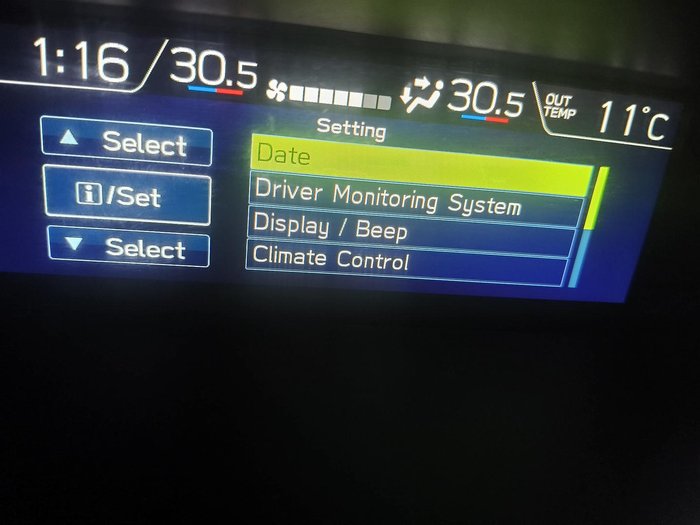 1:16 30.5 30.5 OUT TEMP 11°C
Setting
▲ Select
i/Set
▼ Select
Date
Driver Monitoring System
Display / Beep
Climate Control